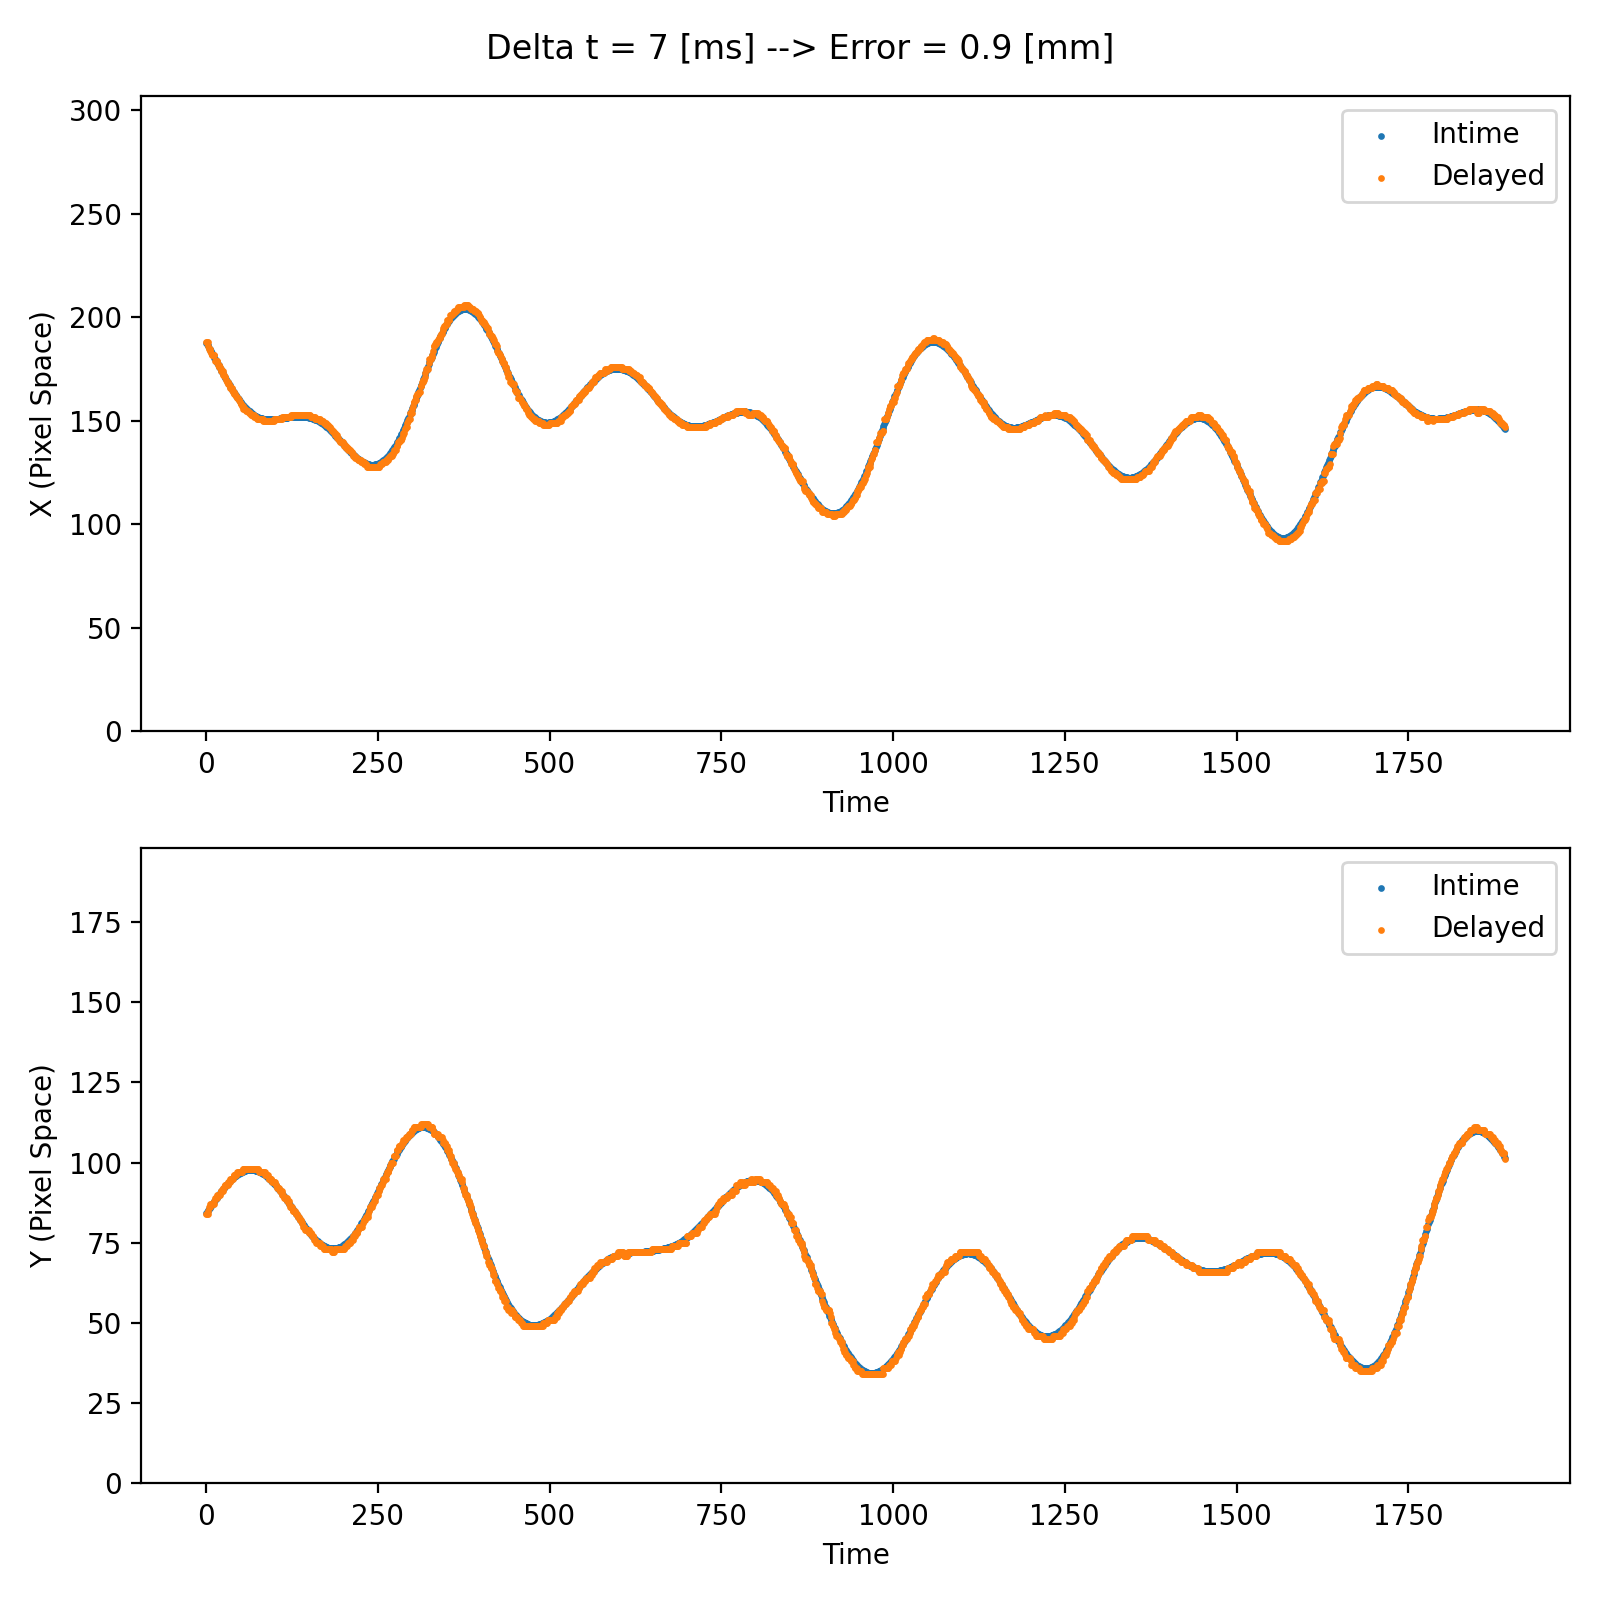 Delta t = 7 [ms] --> Error = 0.9 [mm]
300
250
200
150
100
50
0
X (Pixel Space)
Intime
Delayed
0 250 500 750 1000 1250 1500 1750
Time
175
150
125
100
75
50
25
0
Y (Pixel Space)
Intime
Delayed
0 250 500 750 1000 1250 1500 1750
Time